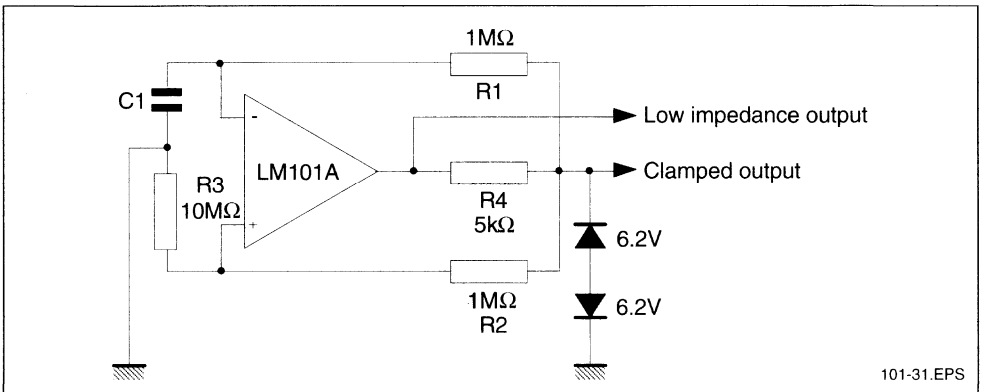 1MΩ
R1
C1
-
Low impedance output
LM101A
Clamped output
R3
10MΩ
R4
5kΩ
+
6.2V
1MΩ
R2
6.2V
101-31.EPS